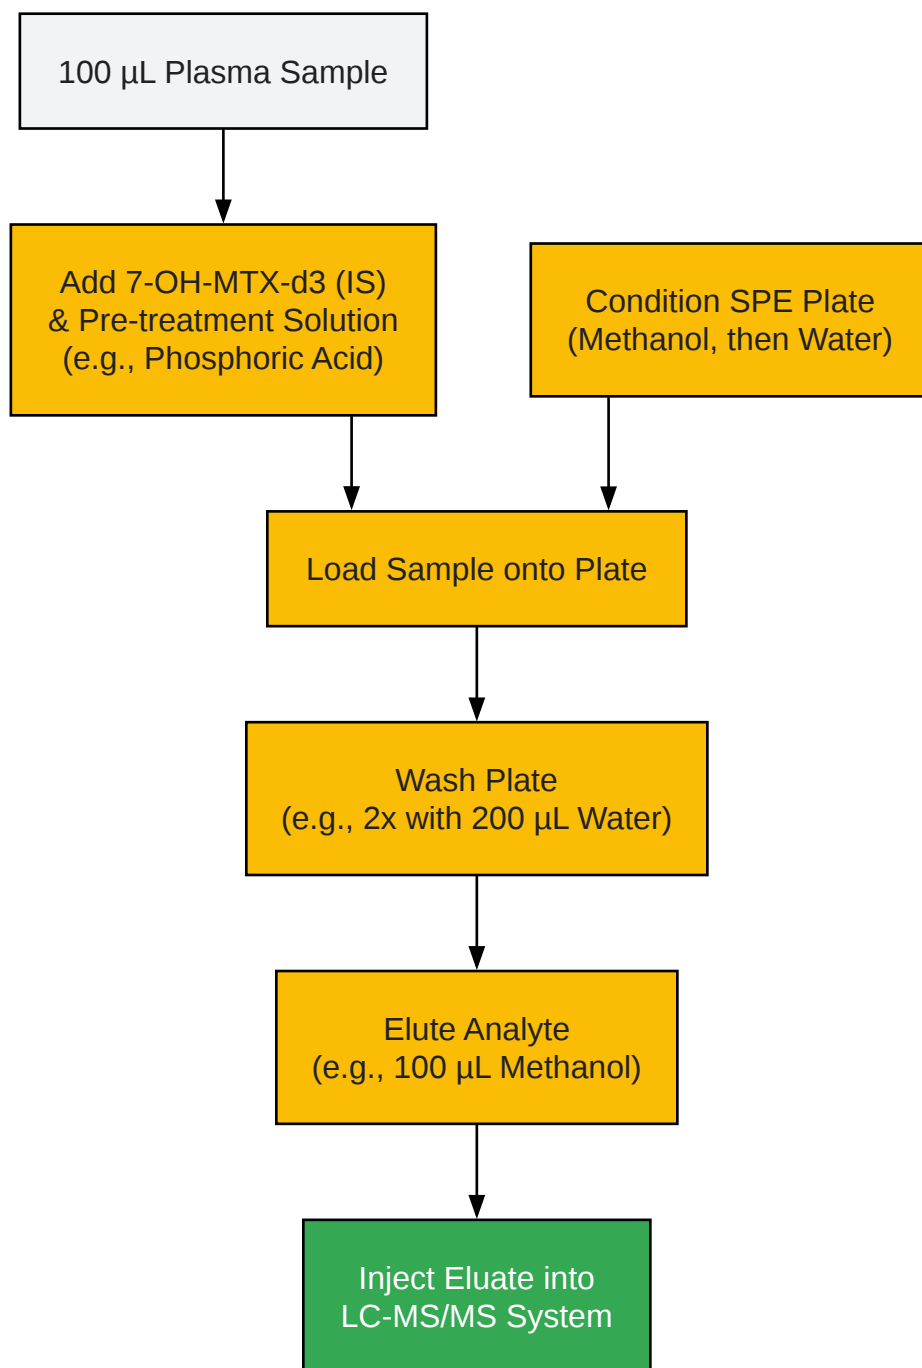 100 µL Plasma Sample
Add 7-OH-MTX-d3 (IS)
& Pre-treatment Solution
(e.g., Phosphoric Acid)
Condition SPE Plate
(Methanol, then Water)
Load Sample onto Plate
Wash Plate
(e.g., 2x with 200 µL Water)
Elute Analyte
(e.g., 100 µL Methanol)
Inject Eluate into
LC-MS/MS System